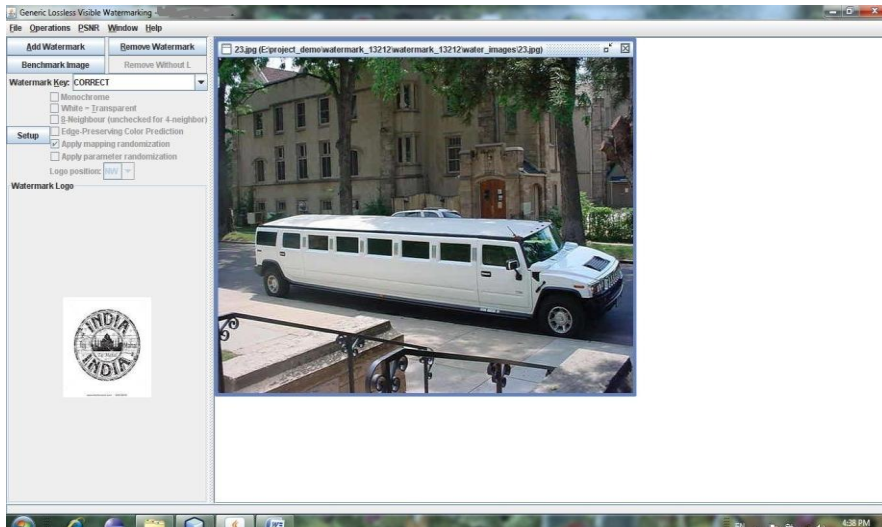 Generic Lossless Visible Watermarking -
File Operations PSNR Window Help
Add Watermark Remove Watermark
Benchmark Image Remove Without L
Watermark Key: CORRECT
Monochrome
White = Transparent
8-Neighbour (unchecked for 4-neighbor)
Setup
Edge-Preserving Color Prediction
Apply mapping randomization
Apply parameter randomization
Logo position: NW
Watermark Logo
INDIA
INDIA
23.jpg (E:\project_demo\watermark_13212\watermark_13212\water_images\23.jpg)
EN
4:38 PM